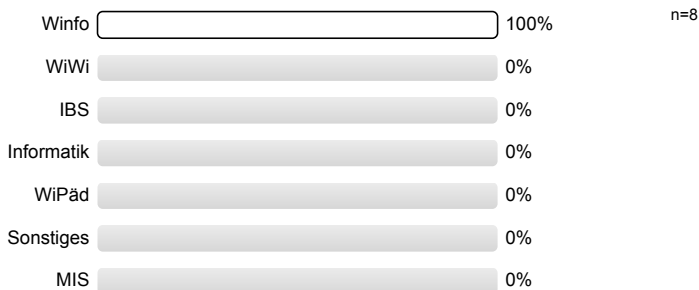 Winfo 100% n=8
WiWi 0%
IBS 0%
Informatik 0%
WiPäd 0%
Sonstiges 0%
MIS 0%